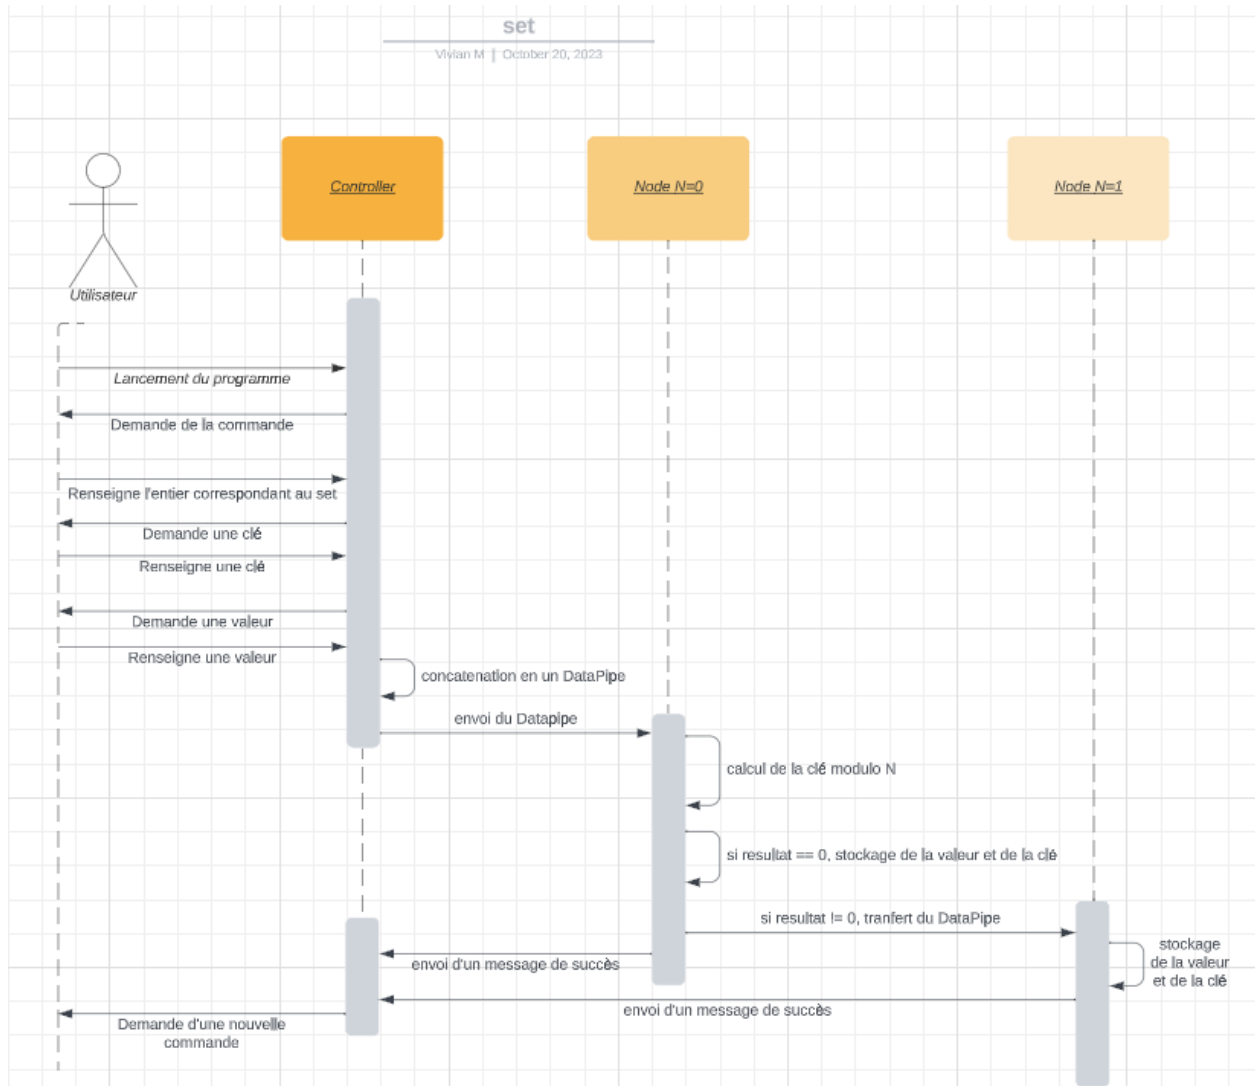 set
Vivian M | October 20, 2023
Controller
Node N=0
Node N=1
Utilisateur
Lancement du programme
Demande de la commande
Renseigne l'entier correspondant au set
Demande une clé
Renseigne une clé
Demande une valeur
Renseigne une valeur
concatenation en un DataPipe
envoi du Datapipe
calcul de la clé modulo N
si resultat == 0, stockage de la valeur et de la clé
si resultat != 0, tranfert du DataPipe
stockage
de la valeur
et de la clé
envoi d'un message de succès
envoi d'un message de succès
Demande d'une nouvelle
commande